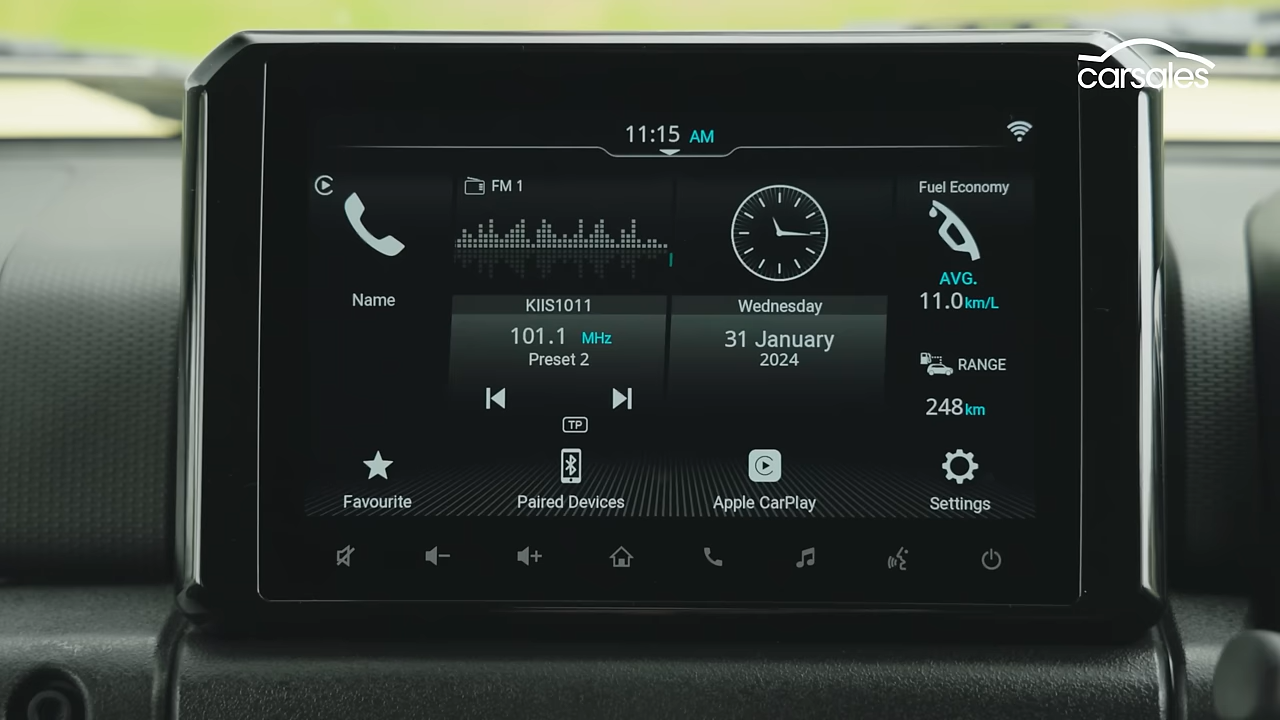 carsales
11:15 AM
FM 1
Fuel Economy
AVG.
11.0 km/L
Name
KIIS1011
101.1 MHz
Preset 2
Wednesday
31 January
2024
RANGE
248 km
TP
Favourite
Paired Devices
Apple CarPlay
Settings